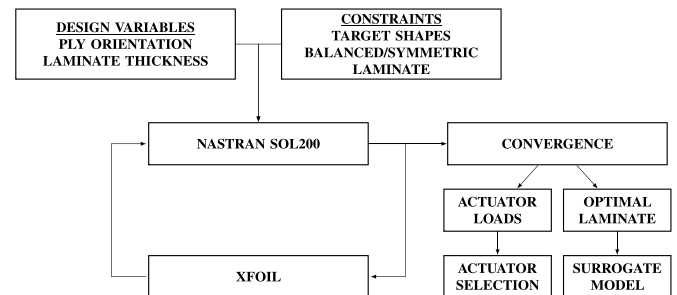 DESIGN VARIABLES
PLY ORIENTATION
LAMINATE THICKNESS
CONSTRAINTS
TARGET SHAPES
BALANCED/SYMMETRIC
LAMINATE
NASTRAN SOL200
CONVERGENCE
ACTUATOR
LOADS
OPTIMAL
LAMINATE
XFOIL
ACTUATOR
SELECTION
SURROGATE
MODEL